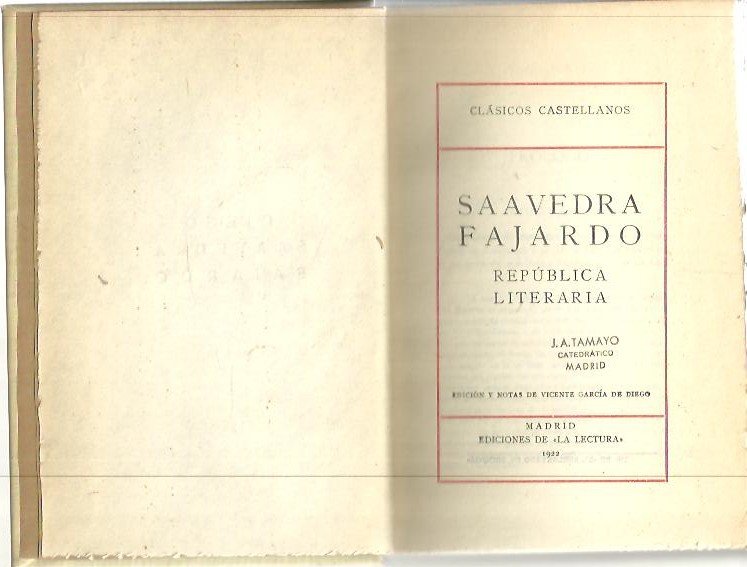 CLÁSICOS CASTELLANOS
SAAVEDRA
FAJARDO
REPÚBLICA
LITERARIA
J. A. TAMAYO
CATEDRÁTICO
MADRID
EDICIÓN Y NOTAS DE VICENTE GARCÍA DE DIEGO
MADRID
EDICIONES DE «LA LECTURA»
1922